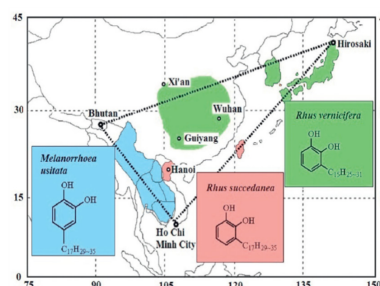 45
30
15
0
75
90
105
120
135
150
Hirosaki
Xi'an
Wuhan
Guiyang
Bhutan
Hanoi
Ho Chi
Minh City
Melanorrhoea
usitata
OH
OH
C₁₇H₂₉₋₃₅
Rhus succedanea
OH
OH
C₁₇H₂₉₋₃₅
Rhus vernicifera
OH
OH
C₁₅H₂₅₋₃₁